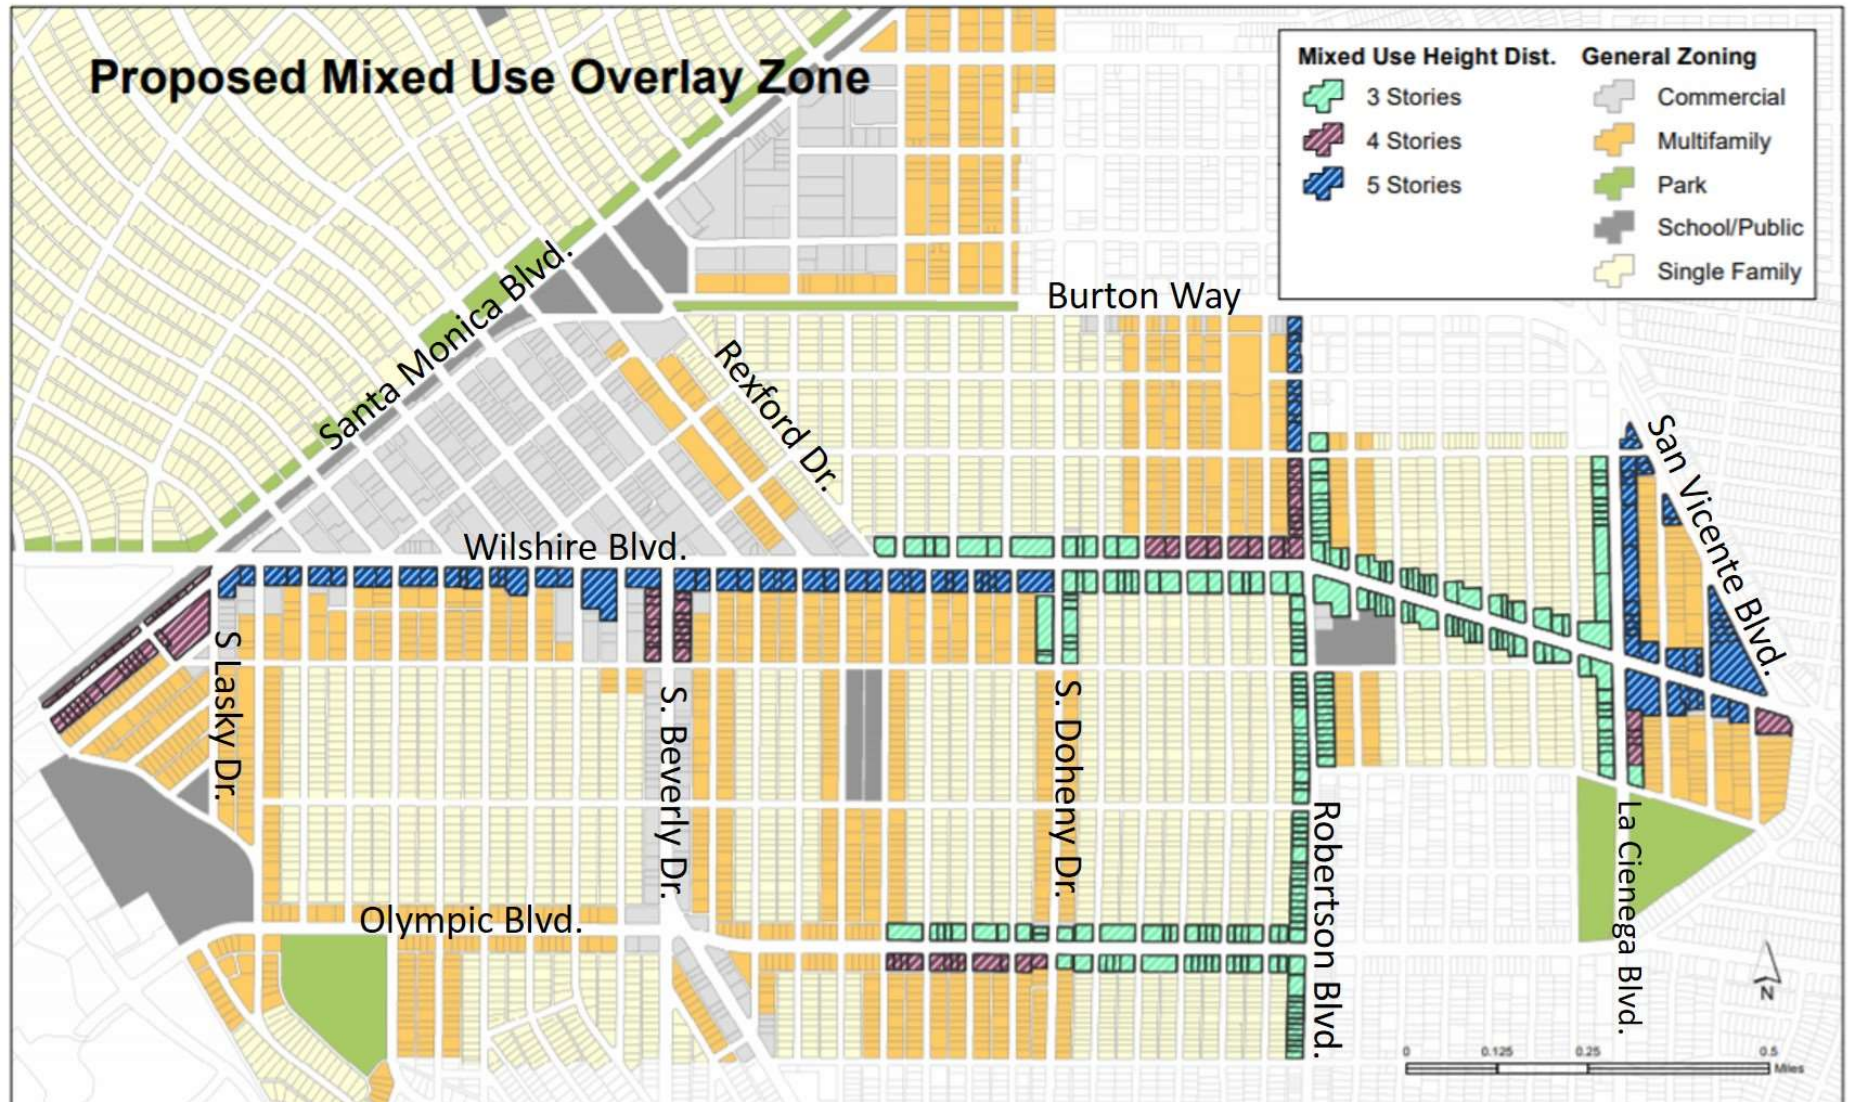 Proposed Mixed Use Overlay Zone
Mixed Use Height Dist.
3 Stories
4 Stories
5 Stories
General Zoning
Commercial
Multifamily
Park
School/Public
Single Family
Santa Monica Blvd.
Burton Way
Rexford Dr.
San Vicente Blvd.
Wilshire Blvd.
S Lasky Dr.
S. Beverly Dr.
S. Doheny Dr.
Robertson Blvd.
La Cienega Blvd.
Olympic Blvd.
N
0 0.125 0.25 0.5
Miles